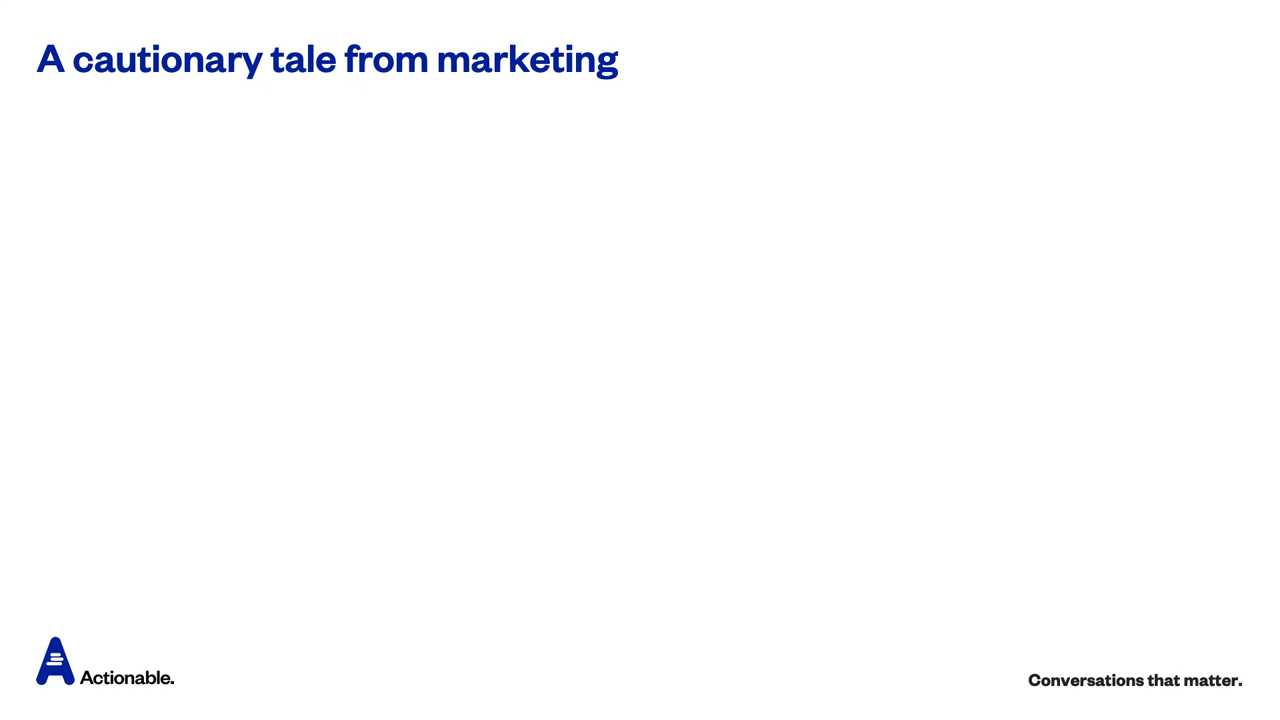 A cautionary tale from marketing
Actionable.
Conversations that matter.